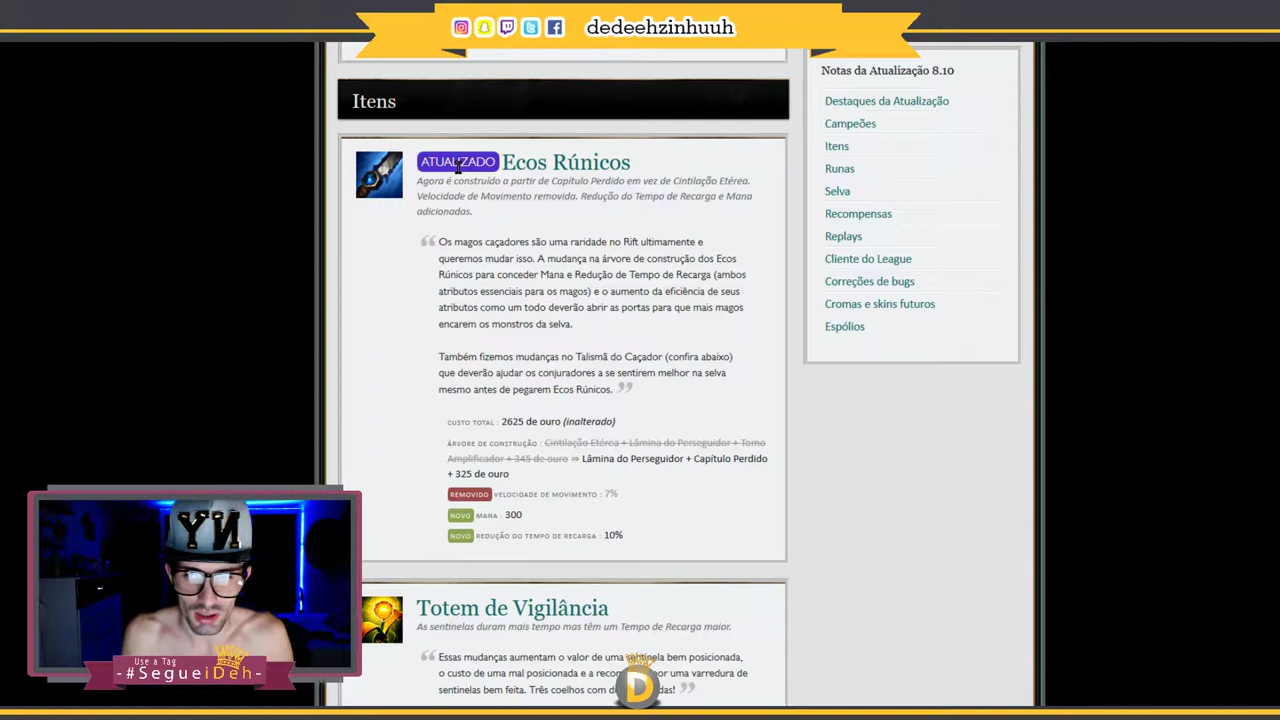 dedeehzinhuuh
Itens
ATUALIZADO Ecos Rúnicos
Agora é construído a partir de Capítulo Perdido em vez de Cintilação Etérea.
Velocidade de Movimento removida. Redução do Tempo de Recarga e Mana
adicionadas.
Os magos caçadores são uma raridade no Rift ultimamente e
queremos mudar isso. A mudança na árvore de construção dos Ecos
Rúnicos para conceder Mana e Redução de Tempo de Recarga (ambos
atributos essenciais para os magos) e o aumento da eficiência de seus
atributos como um todo deverão abrir as portas para que mais magos
encarem os monstros da selva.
Também fizemos mudanças no Talismã do Caçador (confira abaixo)
que deverão ajudar os conjuradores a se sentirem melhor na selva
mesmo antes de pegarem Ecos Rúnicos.
CUSTO TOTAL : 2625 de ouro (inalterado)
ÁRVORE DE CONSTRUÇÃO : Cintilação Etérea + Lâmina do Perseguidor + Tomo
Amplificador + 345 de ouro ⇒ Lâmina do Perseguidor + Capítulo Perdido
+ 325 de ouro
REMOVIDO VELOCIDADE DE MOVIMENTO : 7%
NOVO MANA : 300
NOVO REDUÇÃO DO TEMPO DE RECARGA : 10%
Totem de Vigilância
As sentinelas duram mais tempo mas têm um Tempo de Recarga maior.
Essas mudanças aumentam o valor de uma sentinela bem posicionada,
o custo de uma mal posicionada e a por uma varredura de
sentinelas bem feita. Três coelhos com
Notas da Atualização 8.10
Destaques da Atualização
Campeões
Itens
Runas
Selva
Recompensas
Replays
Cliente do League
Correções de bugs
Cromas e skins futuros
Espólios
YN
Use a Tag
-#SegueiDeh-
D